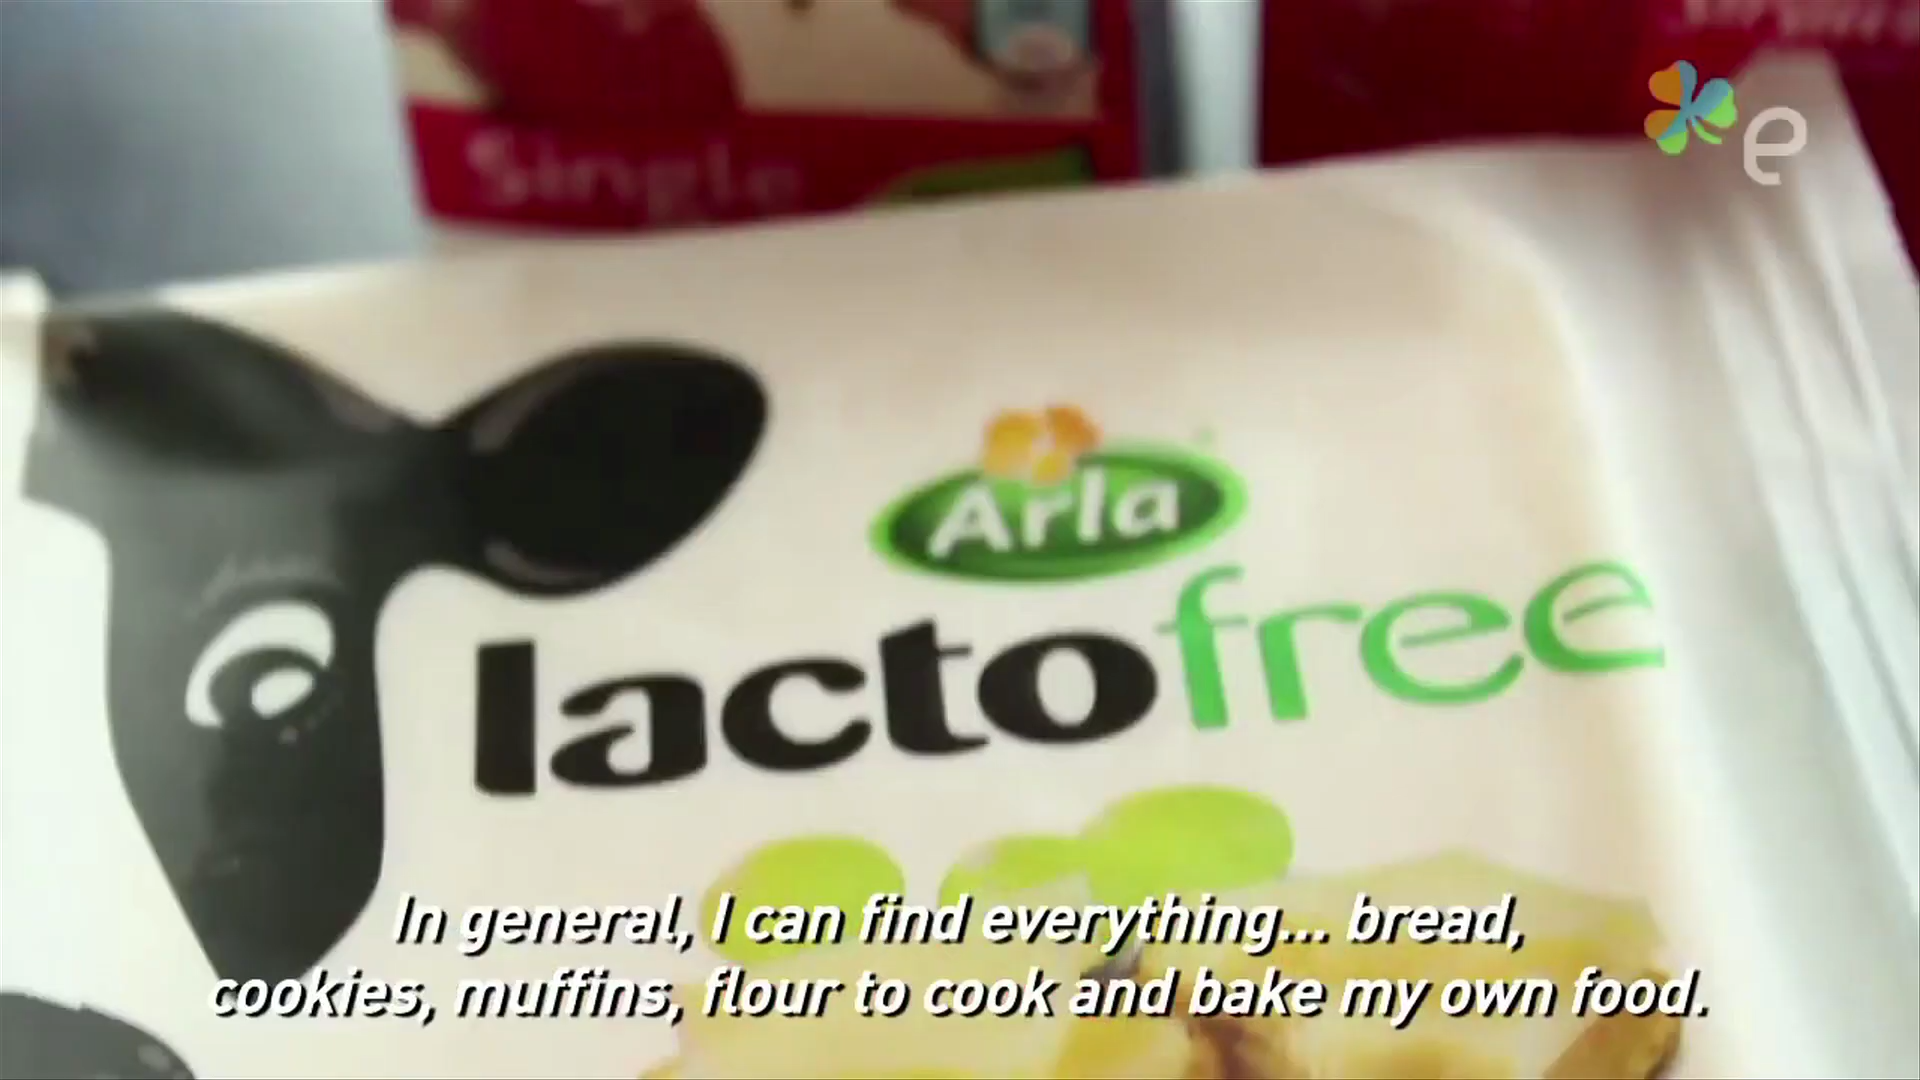 e
Single
Arla
lactofree
In general, I can find everything... bread,
cookies, muffins, flour to cook and bake my own food.